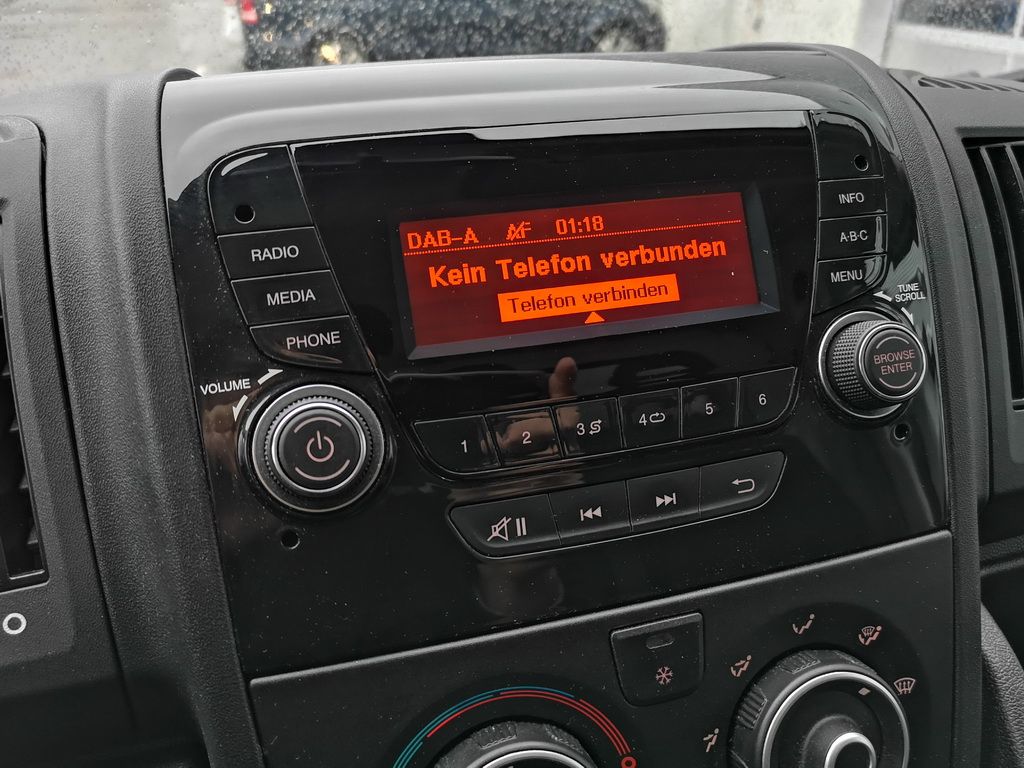 DAB-A AF 01:18
Kein Telefon verbunden
Telefon verbinden
RADIO
MEDIA
PHONE
VOLUME
INFO
A·B·C
MENU
TUNE
SCROLL
BROWSE
ENTER
1 2 3 4 5 6